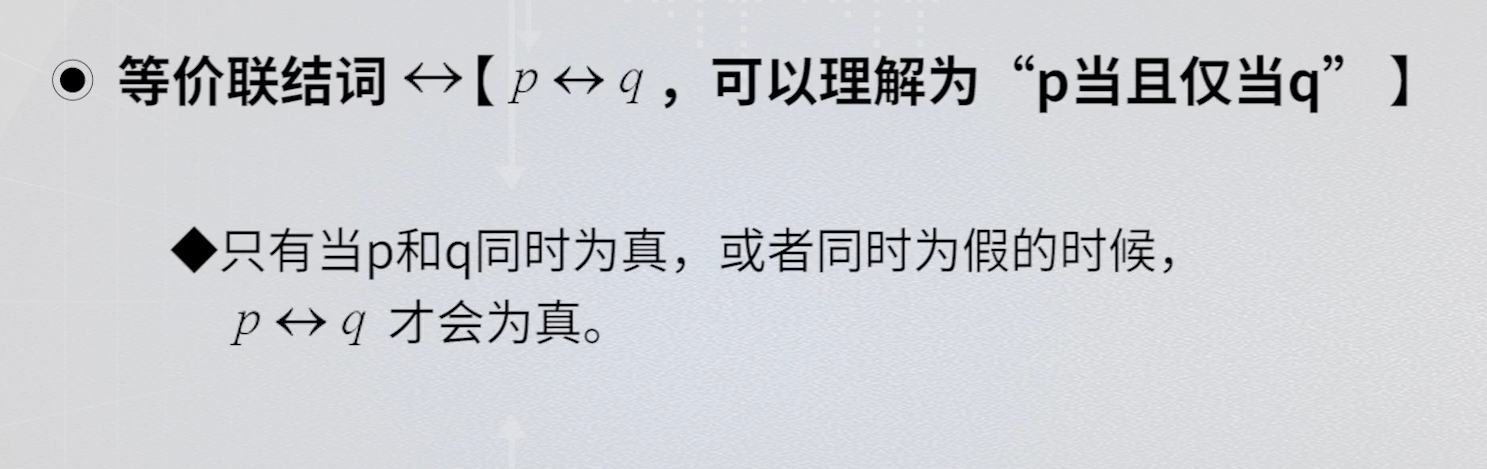 ◉ 等价联结词 ↔【 p ↔ q ，可以理解为“p当且仅当q” 】
◆只有当p和q同时为真，或者同时为假的时候，
p ↔ q 才会为真。